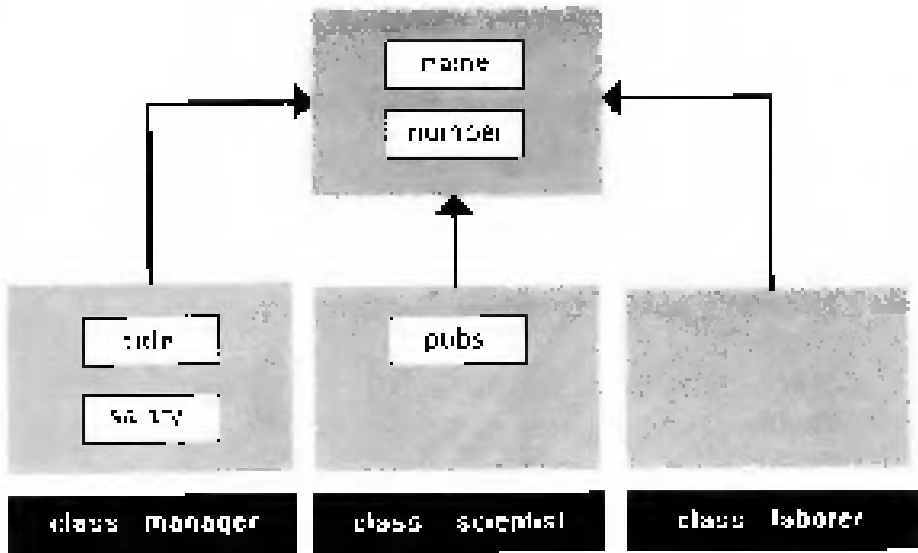 name
number
title
pubs
salary
class manager
class scientist
class laborer